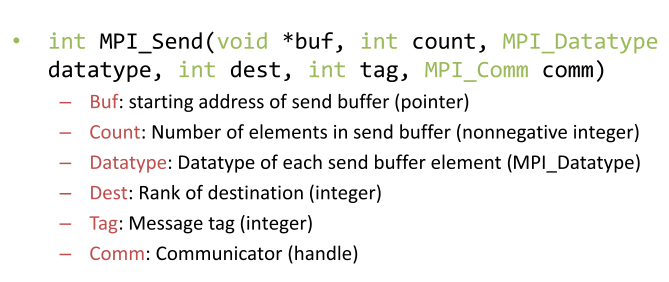 • int MPI_Send(void *buf, int count, MPI_Datatype
datatype, int dest, int tag, MPI_Comm comm)
– Buf: starting address of send buffer (pointer)
– Count: Number of elements in send buffer (nonnegative integer)
– Datatype: Datatype of each send buffer element (MPI_Datatype)
– Dest: Rank of destination (integer)
– Tag: Message tag (integer)
– Comm: Communicator (handle)